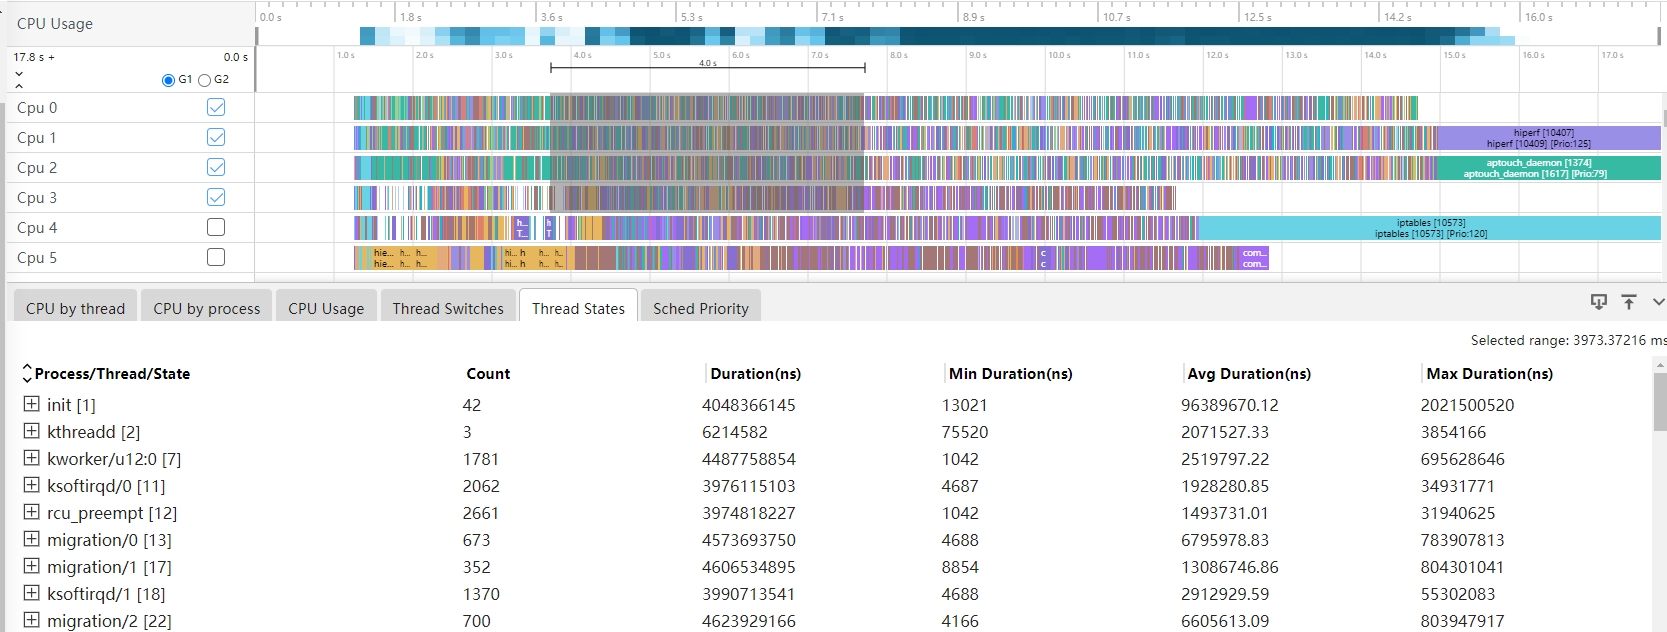 CPU Usage
0.0 s 1.8 s 3.6 s 5.3 s 7.1 s 8.9 s 10.7 s 12.5 s 14.2 s 16.0 s
17.8 s + 0.0 s
1.0 s 2.0 s 3.0 s 4.0 s 5.0 s 6.0 s 7.0 s 8.0 s 9.0 s 10.0 s 11.0 s 12.0 s 13.0 s 14.0 s 15.0 s 16.0 s 17.0 s
4.0 s
G1 G2
Cpu 0
Cpu 1
hiperf [10407]
hiperf [10409] [Prio:125]
Cpu 2
aptouch_daemon [1374]
aptouch_daemon [1617] [Prio:79]
Cpu 3
Cpu 4
h... h
T... T
iptables [10573]
iptables [10573] [Prio:120]
Cpu 5
hie... h... h... hi... h h... h... c com...
hie... h... h... hi... h h... h... c com...
CPU by thread CPU by process CPU Usage Thread Switches Thread States Sched Priority
Selected range: 3973.37216 ms
Process/Thread/State Count Duration(ns) Min Duration(ns) Avg Duration(ns) Max Duration(ns)
init [1] 42 4048366145 13021 96389670.12 2021500520
kthreadd [2] 3 6214582 75520 2071527.33 3854166
kworker/u12:0 [7] 1781 4487758854 1042 2519797.22 695628646
ksoftirqd/0 [11] 2062 3976115103 4687 1928280.85 34931771
rcu_preempt [12] 2661 3974818227 1042 1493731.01 31940625
migration/0 [13] 673 4573693750 4688 6795978.83 783907813
migration/1 [17] 352 4606534895 8854 13086746.86 804301041
ksoftirqd/1 [18] 1370 3990713541 4688 2912929.59 55302083
migration/2 [22] 700 4623929166 4166 6605613.09 803947917